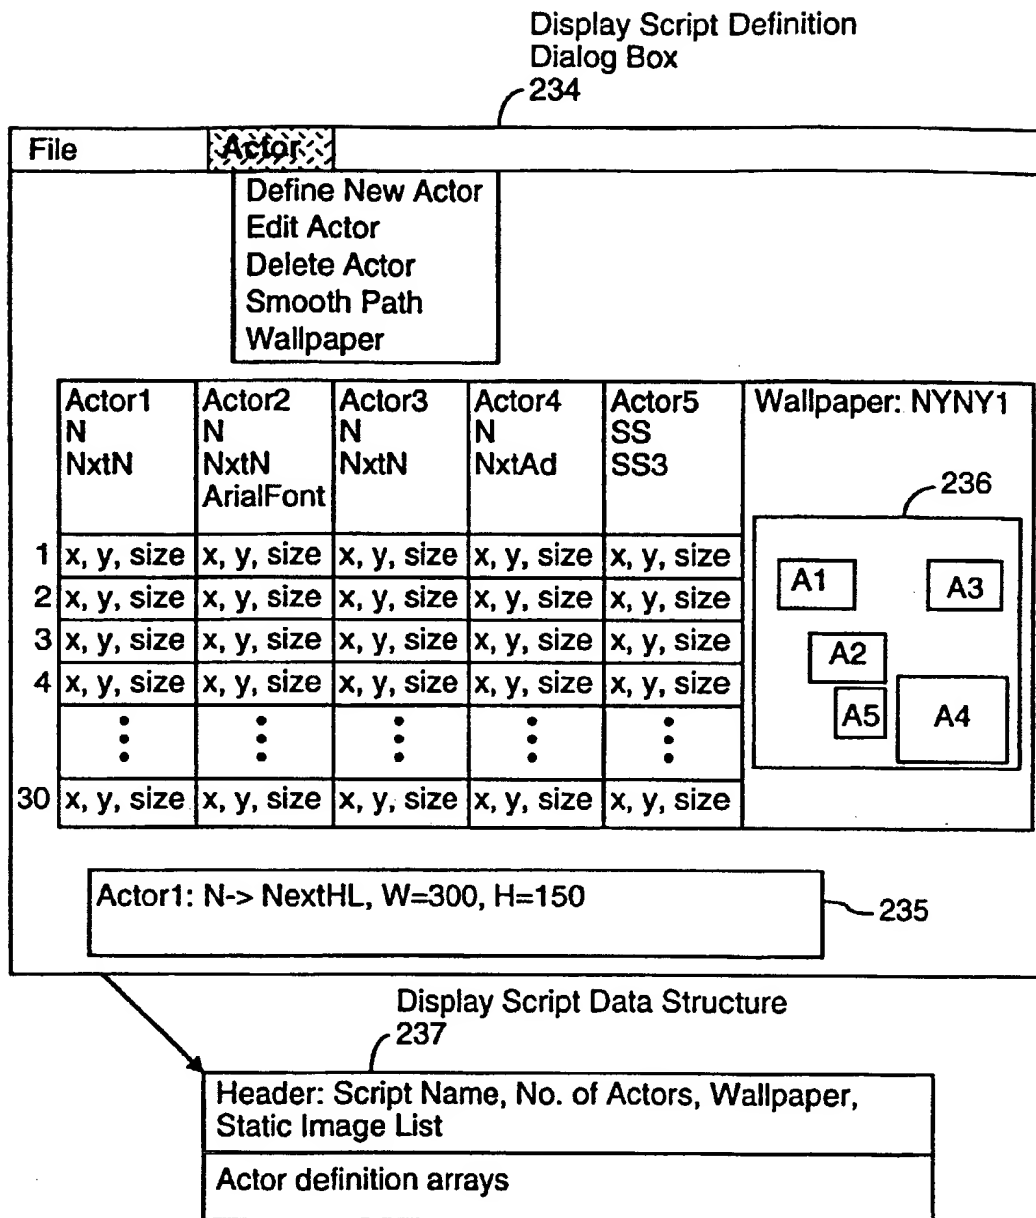 Display Script Definition
Dialog Box
234
File Actor
Define New Actor
Edit Actor
Delete Actor
Smooth Path
Wallpaper
Actor1 Actor2 Actor3 Actor4 Actor5 Wallpaper: NYNY1
N N N N SS
NxtN NxtN NxtN NxtAd SS3
ArialFont
236
1 x, y, size x, y, size x, y, size x, y, size x, y, size
2 x, y, size x, y, size x, y, size x, y, size x, y, size
3 x, y, size x, y, size x, y, size x, y, size x, y, size
4 x, y, size x, y, size x, y, size x, y, size x, y, size
30 x, y, size x, y, size x, y, size x, y, size x, y, size
A1 A3
A2
A5 A4
Actor1: N-> NextHL, W=300, H=150
235
Display Script Data Structure
237
Header: Script Name, No. of Actors, Wallpaper,
Static Image List
Actor definition arrays